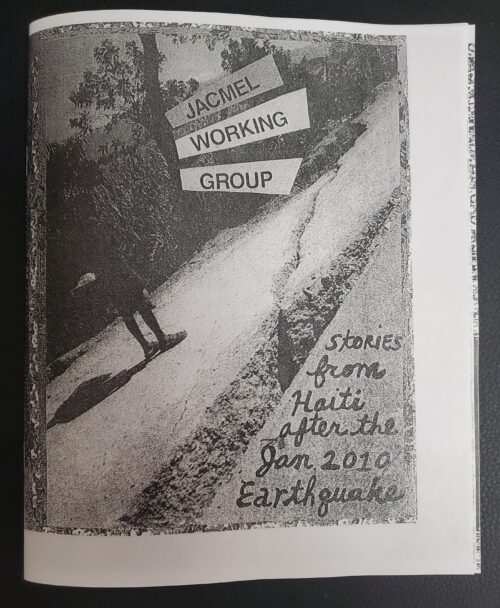 JACMEL
WORKING
GROUP
STORIES
from
Haiti
after the
Jan 2010
Earthquake